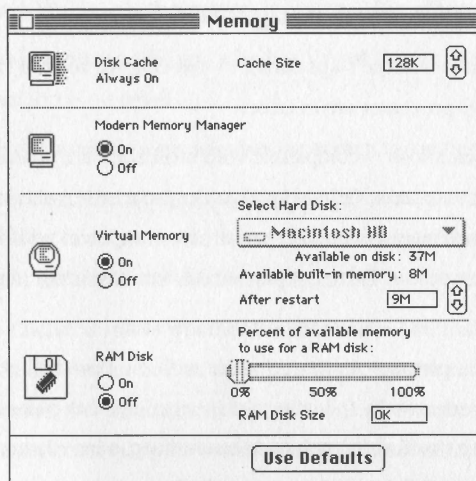 Memory
Disk Cache
Always On
Cache Size
128K
Modern Memory Manager
On
Off
Select Hard Disk:
Virtual Memory
On
Off
Macintosh HD
Available on disk: 37M
Available built-in memory: 8M
After restart
9M
Percent of available memory
to use for a RAM disk:
RAM Disk
On
Off
0% 50% 100%
RAM Disk Size
0K
Use Defaults